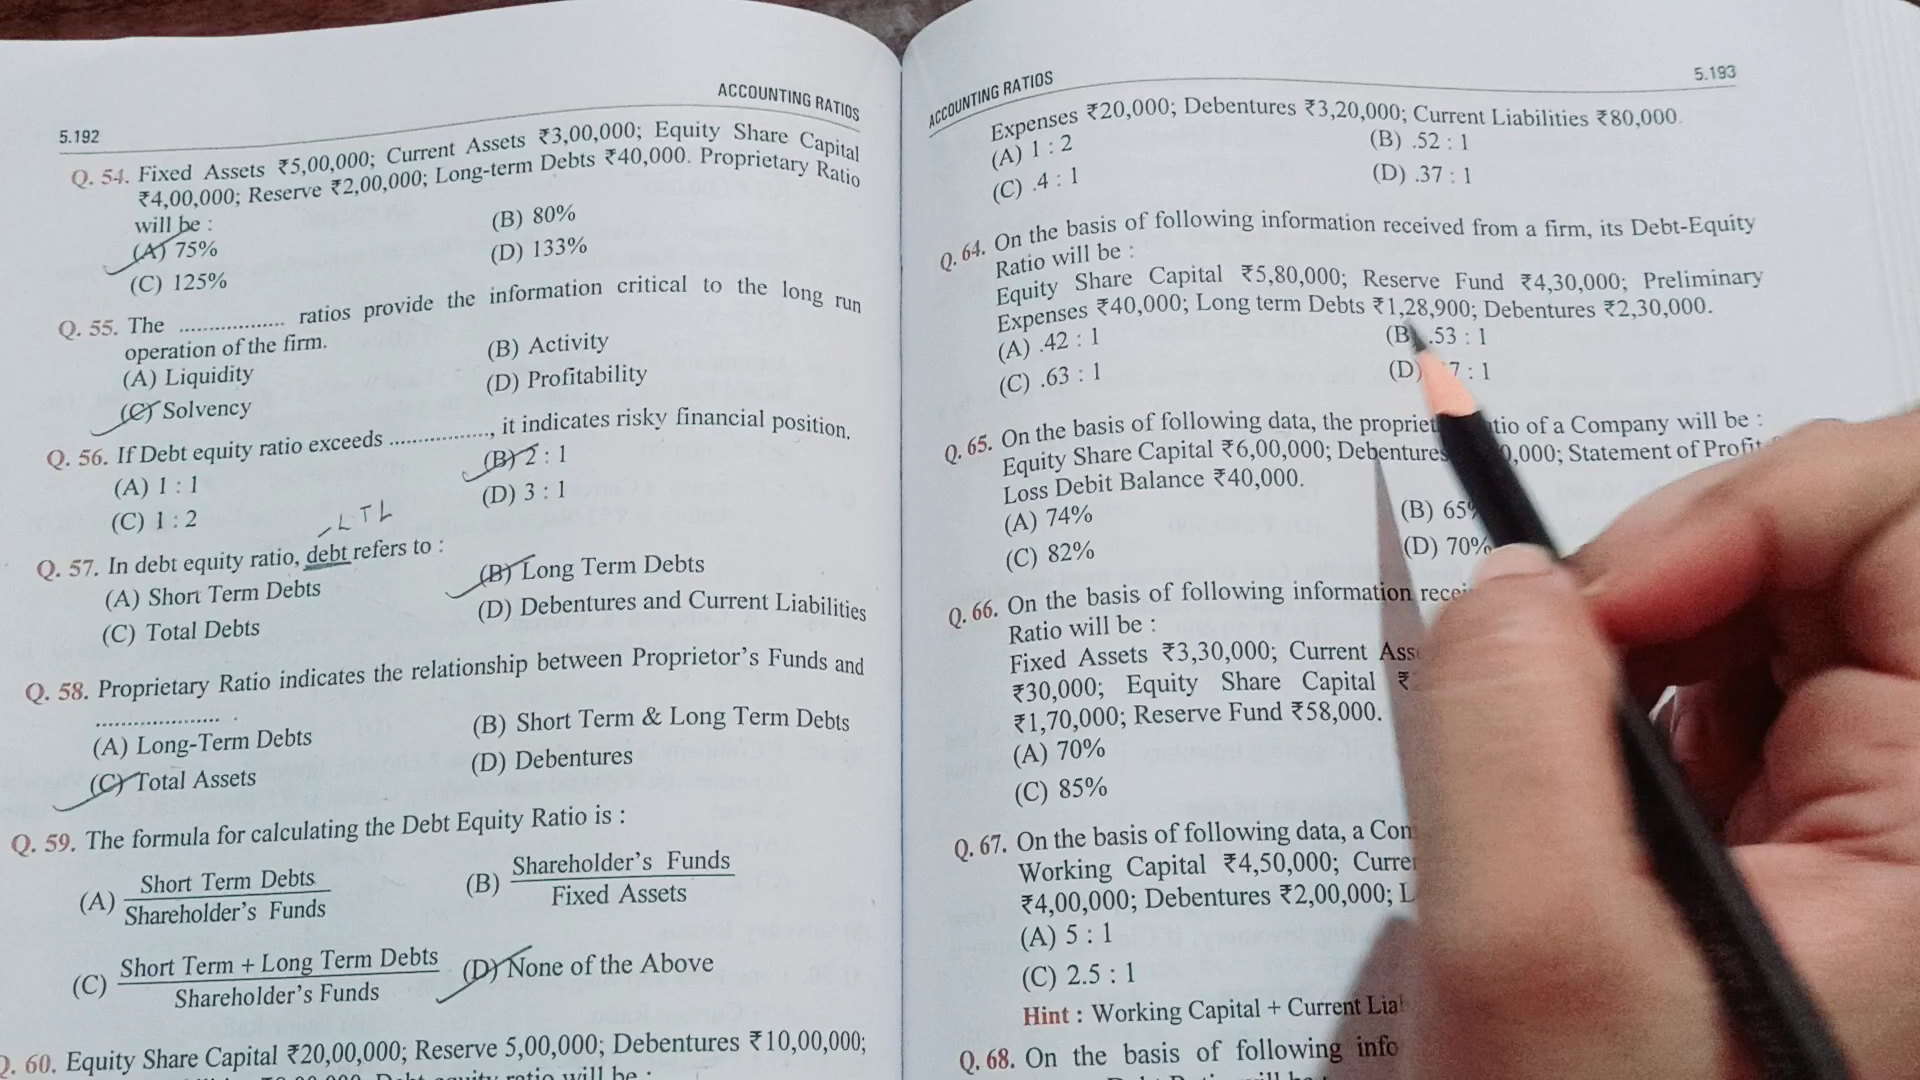 5.192
ACCOUNTING RATIOS
Q. 54. Fixed Assets ₹5,00,000; Current Assets ₹3,00,000; Equity Share Capital
₹4,00,000; Reserve ₹2,00,000; Long-term Debts ₹40,000. Proprietary Ratio
will be :
(A) 75%
(B) 80%
(C) 125%
(D) 133%
Q. 55. The .................. ratios provide the information critical to the long run
operation of the firm.
(A) Liquidity
(B) Activity
(C) Solvency
(D) Profitability
Q. 56. If Debt equity ratio exceeds .................., it indicates risky financial position.
(A) 1 : 1
(B) 2 : 1
(C) 1 : 2
(D) 3 : 1
LTL
Q. 57. In debt equity ratio, debt refers to :
(A) Short Term Debts
(B) Long Term Debts
(C) Total Debts
(D) Debentures and Current Liabilities
Q. 58. Proprietary Ratio indicates the relationship between Proprietor's Funds and
..................... .
(A) Long-Term Debts
(B) Short Term & Long Term Debts
(C) Total Assets
(D) Debentures
Q. 59. The formula for calculating the Debt Equity Ratio is :
(A) Short Term Debts
Shareholder's Funds
(B) Shareholder's Funds
Fixed Assets
(C) Short Term + Long Term Debts
Shareholder's Funds
(D) None of the Above
Q. 60. Equity Share Capital ₹20,00,000; Reserve 5,00,000; Debentures ₹10,00,000;
ratio will be :
ACCOUNTING RATIOS
5.193
Expenses ₹20,000; Debentures ₹3,20,000; Current Liabilities ₹80,000.
(A) 1 : 2
(B) .52 : 1
(C) .4 : 1
(D) .37 : 1
Q. 64. On the basis of following information received from a firm, its Debt-Equity
Ratio will be :
Equity Share Capital ₹5,80,000; Reserve Fund ₹4,30,000; Preliminary
Expenses ₹40,000; Long term Debts ₹1,28,900; Debentures ₹2,30,000.
(A) .42 : 1
(B) .53 : 1
(C) .63 : 1
(D) 7 : 1
Q. 65. On the basis of following data, the of a Company will be :
Equity Share Capital ₹6,00,000; Debentures 0,000; Statement of Profit
Loss Debit Balance ₹40,000.
(A) 74%
(B) 65%
(C) 82%
(D) 70%
Q. 66. On the basis of following information
Ratio will be :
Fixed Assets ₹3,30,000; Current
₹30,000; Equity Share Capital ₹
₹1,70,000; Reserve Fund ₹58,000.
(A) 70%
(C) 85%
Q. 67. On the basis of following data, a
Working Capital ₹4,50,000;
₹4,00,000; Debentures ₹2,00,000;
(A) 5 : 1
(C) 2.5 : 1
Hint : Working Capital + Current
Q. 68. On the basis of following